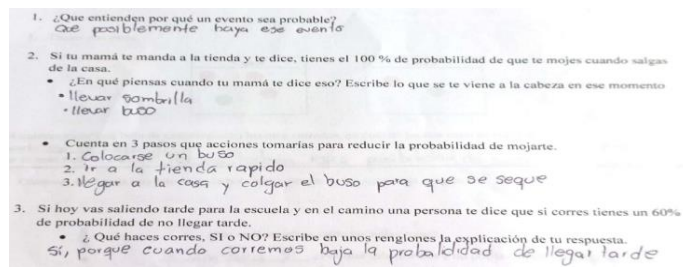 1. ¿Que entienden por qué un evento sea probable?
Que posiblemente haya ese evento
2. Si tu mamá te manda a la tienda y te dice, tienes el 100 % de probabilidad de que te mojes cuando salgas
de la casa.
• ¿En qué piensas cuando tu mamá te dice eso? Escribe lo que se te viene a la cabeza en ese momento
• llevar sombrilla
• llevar buso
• Cuenta en 3 pasos que acciones tomarías para reducir la probabilidad de mojarte.
1. Colocarse un buso
2. Ir a la tienda rapido
3. llegar a la casa y colgar el buso para que se seque
3. Si hoy vas saliendo tarde para la escuela y en el camino una persona te dice que si corres tienes un 60%
de probabilidad de no llegar tarde.
• ¿ Qué haces corres, SI o NO? Escribe en unos renglones la explicación de tu respuesta.
Si, porque cuando corremos baja la probalididad de llegar tarde